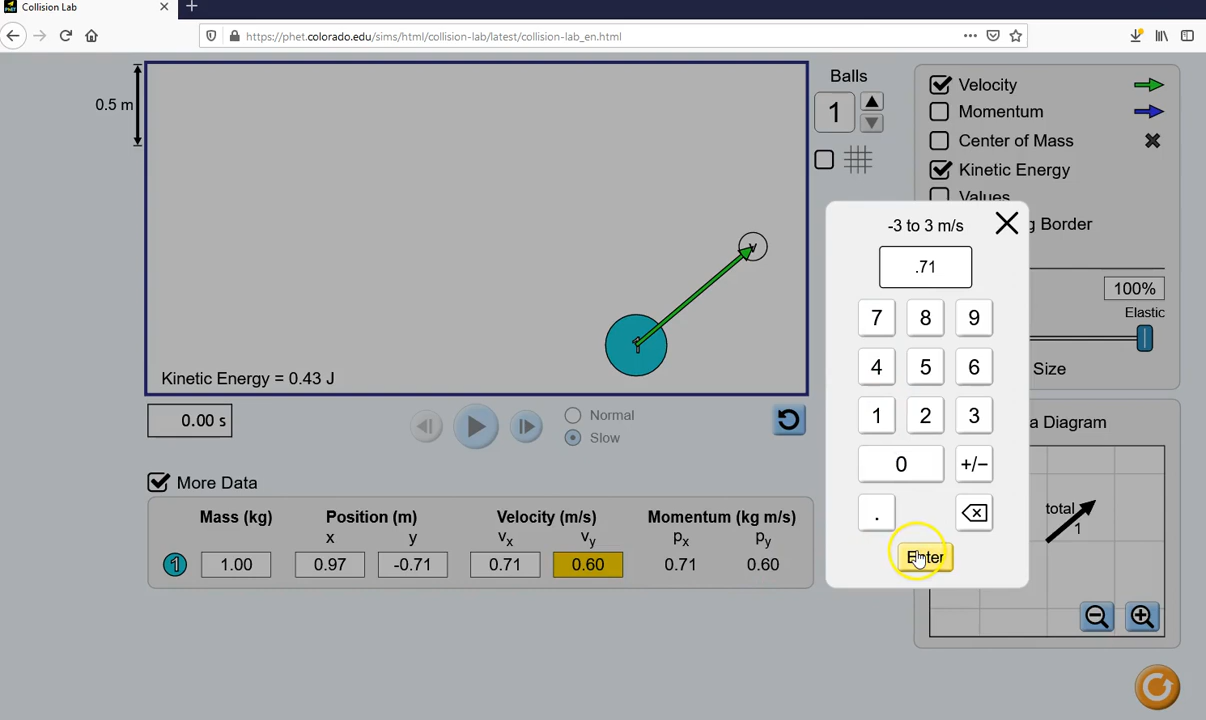 Collision Lab
https://phet.colorado.edu/sims/html/collision-lab/latest/collision-lab_en.html
0.5 m
Balls
1
Velocity
Momentum
Center of Mass
Kinetic Energy
Values
g Border
100%
Elastic
Size
v
1
Kinetic Energy = 0.43 J
0.00 s
Normal
Slow
-3 to 3 m/s
.71
7 8 9
4 5 6
1 2 3
0 +/−
.
Enter
a Diagram
total
1
More Data
Mass (kg) Position (m) Velocity (m/s) Momentum (kg m/s)
x y vx vy px py
1 1.00 0.97 -0.71 0.71 0.60 0.71 0.60